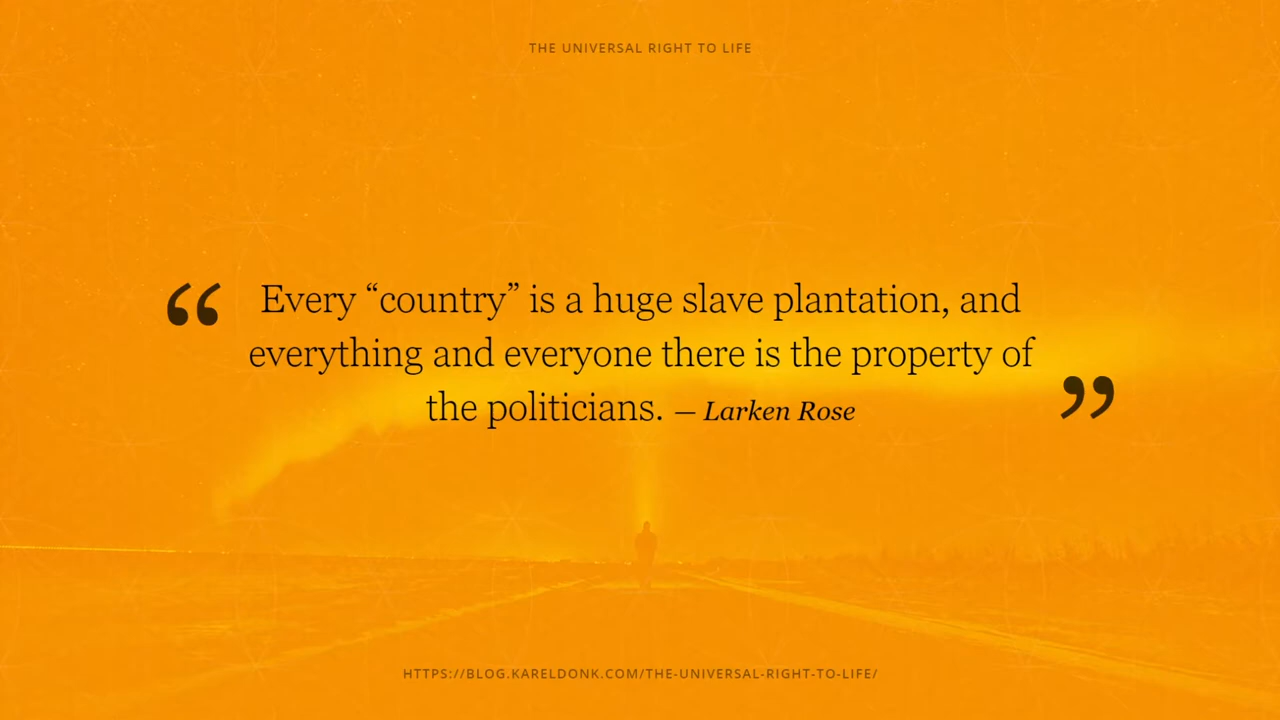 THE UNIVERSAL RIGHT TO LIFE
“ Every “country” is a huge slave plantation, and
everything and everyone there is the property of
the politicians. — Larken Rose ”
HTTPS://BLOG.KARELDONK.COM/THE-UNIVERSAL-RIGHT-TO-LIFE/